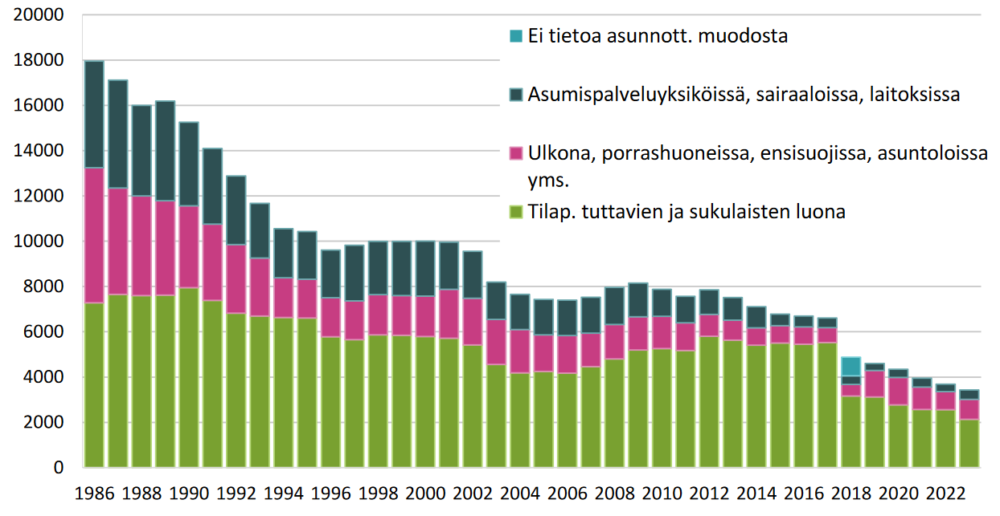 20000
18000
16000
14000
12000
10000
8000
6000
4000
2000
0
Ei tietoa asunnott. muodosta
Asumispalveluyksiköissä, sairaaloissa, laitoksissa
Ulkona, porrashuoneissa, ensisuojissa, asuntoloissa
yms.
Tilap. tuttavien ja sukulaisten luona
1986 1988 1990 1992 1994 1996 1998 2000 2002 2004 2006 2008 2010 2012 2014 2016 2018 2020 2022